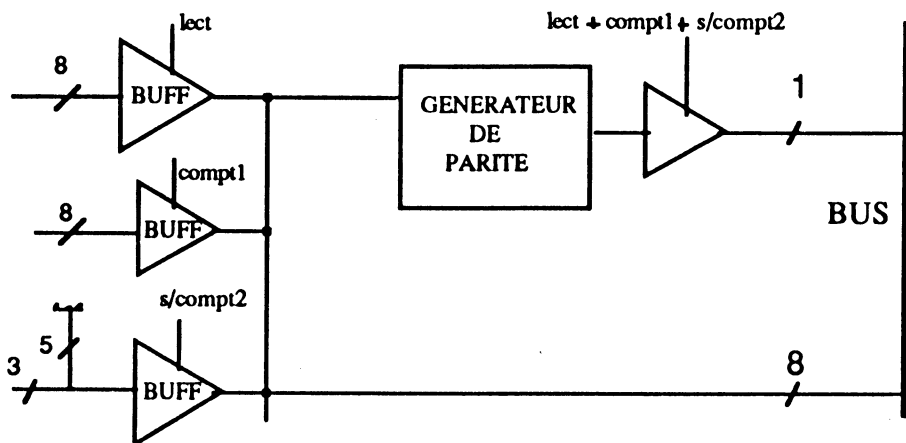 lect
lect + compt1 + s/compt2
8
BUFF
GENERATEUR
DE
PARITE
1
compt1
8
BUFF
BUS
s/compt2
5
3
BUFF
8